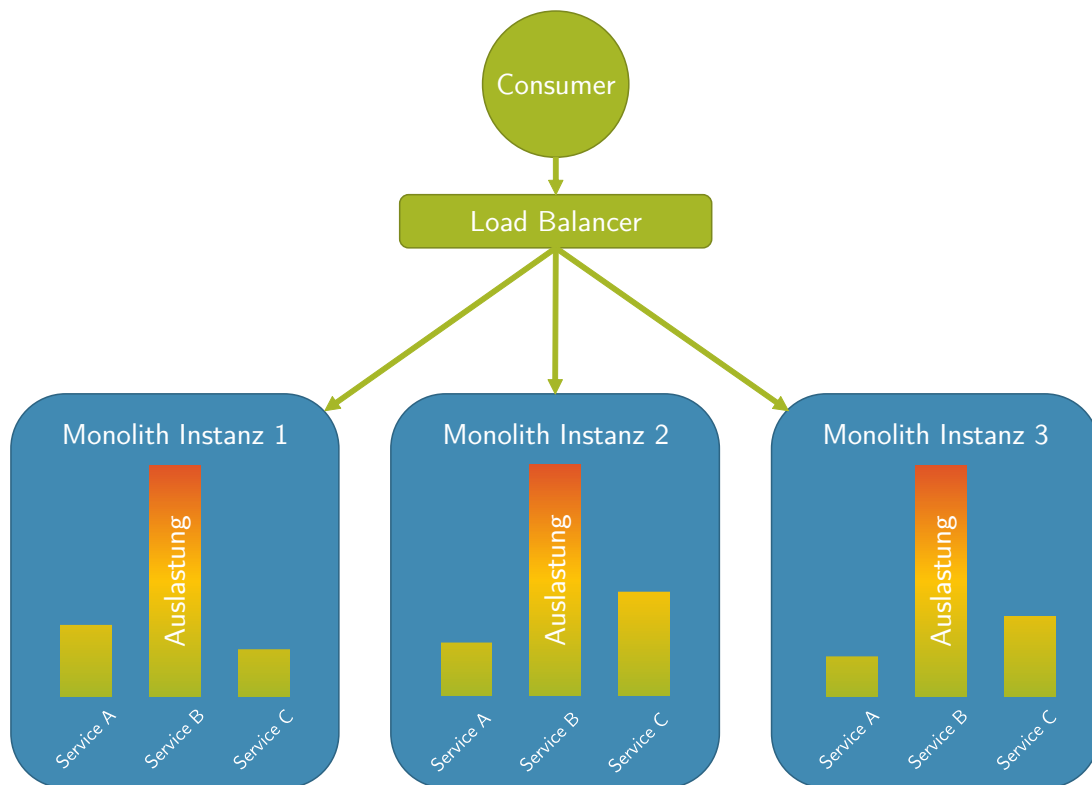 Consumer
Load Balancer
Monolith Instanz 1
Auslastung
Service A
Service B
Service C
Monolith Instanz 2
Auslastung
Service A
Service B
Service C
Monolith Instanz 3
Auslastung
Service A
Service B
Service C